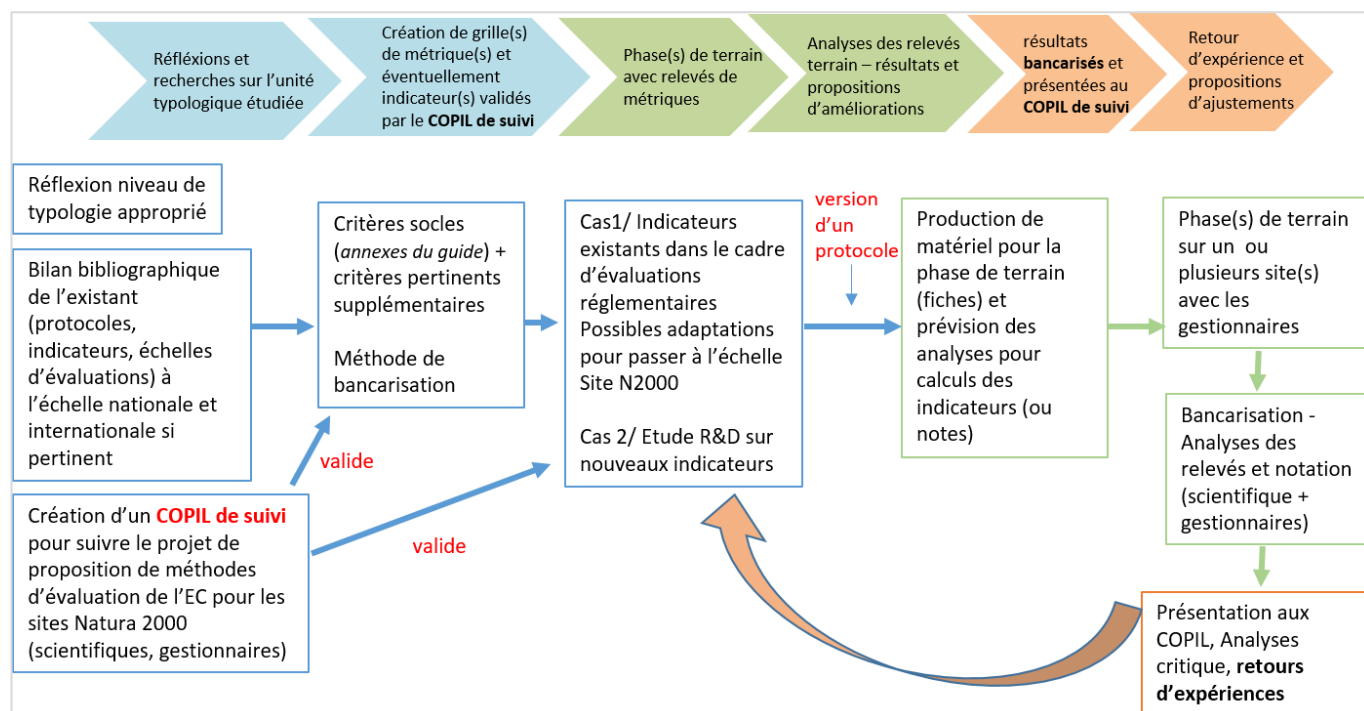 Réfléxions et
recherches sur l’unité
typologique étudiée
Création de grille(s)
de métrique(s) et
éventuellement
indicateur(s) validés
par le COPIL de suivi
Phase(s) de terrain
avec relevés de
métriques
Analyses des relevés
terrain – résultats et
propositions
d’améliorations
résultats
bancarisés et
présentées au
COPIL de suivi
Retour
d’expérience et
propositions
d’ajustements
Réflexion niveau de
typologie approprié
Bilan bibliographique
de l’existant
(protocoles,
indicateurs, échelles
d’évaluations) à
l’échelle nationale et
internationale si
pertinent
Création d’un COPIL de suivi
pour suivre le projet de
proposition de méthodes
d’évaluation de l’EC pour les
sites Natura 2000
(scientifiques, gestionnaires)
valide
valide
Critères socles
(annexes du guide) +
critères pertinents
supplémentaires
Méthode de
bancarisation
Cas1/ Indicateurs
existants dans le cadre
d’évaluations
réglementaires
Possibles adaptations
pour passer à l’échelle
Site N2000
Cas 2/ Etude R&D sur
nouveaux indicateurs
version
d’un
protocole
Production de
matériel pour la
phase de terrain
(fiches) et
prévision des
analyses pour
calculs des
indicateurs (ou
notes)
Phase(s) de terrain
sur un ou
plusieurs site(s)
avec les
gestionnaires
Bancarisation -
Analyses des
relevés et notation
(scientifique +
gestionnaires)
Présentation aux
COPIL, Analyses
critique, retours
d’expériences